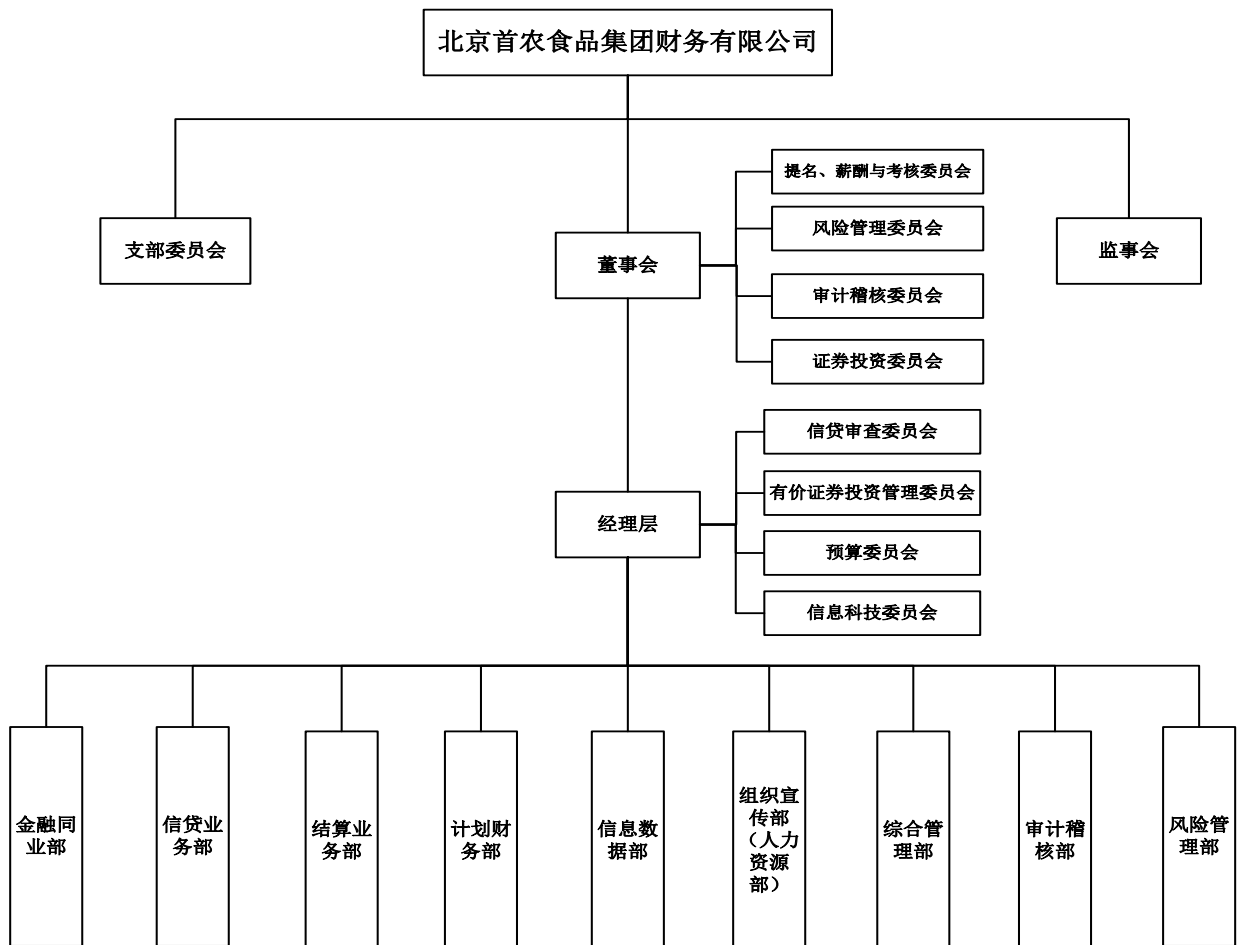 北京首农食品集团财务有限公司
提名、薪酬与考核委员会
风险管理委员会
支部委员会
董事会
监事会
审计稽核委员会
证券投资委员会
信贷审查委员会
有价证券投资管理委员会
经理层
预算委员会
信息科技委员会
金融同
业部
信贷业
务部
结算业
务部
计划财
务部
信息数
据部
组织宣
传部
（人力
资源
部）
综合管
理部
审计稽
核部
风险管
理部